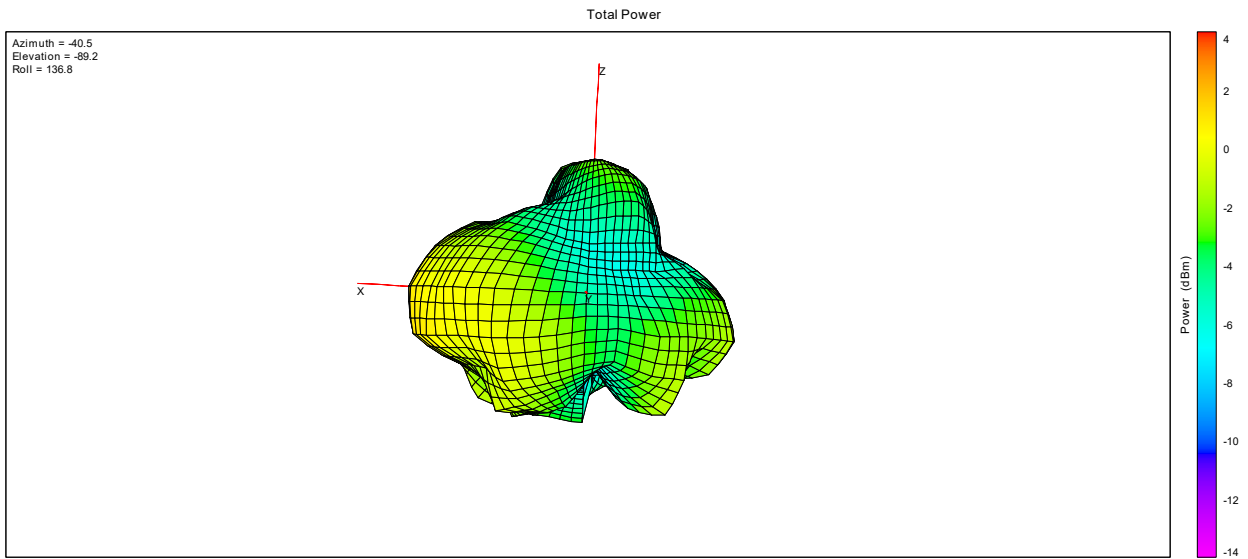 Total Power
Azimuth = -40.5
Elevation = -89.2
Roll = 136.8
Z
X
Y
4
2
0
-2
-4
-6
-8
-10
-12
-14
Power (dBm)